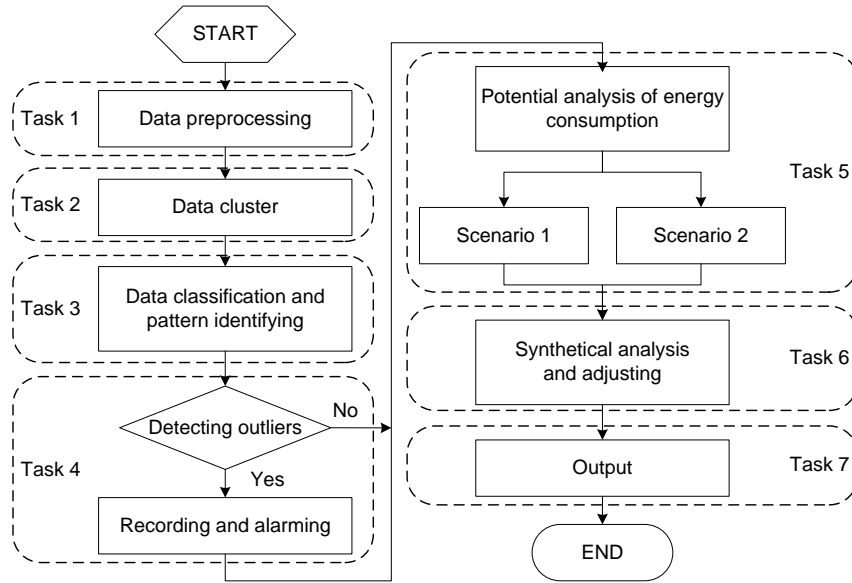 START
Task 1
Data preprocessing
Task 2
Data cluster
Task 3
Data classification and
pattern identifying
Task 4
Detecting outliers
No
Yes
Recording and alarming
Potential analysis of energy
consumption
Task 5
Scenario 1
Scenario 2
Synthetical analysis
and adjusting
Task 6
Output
Task 7
END